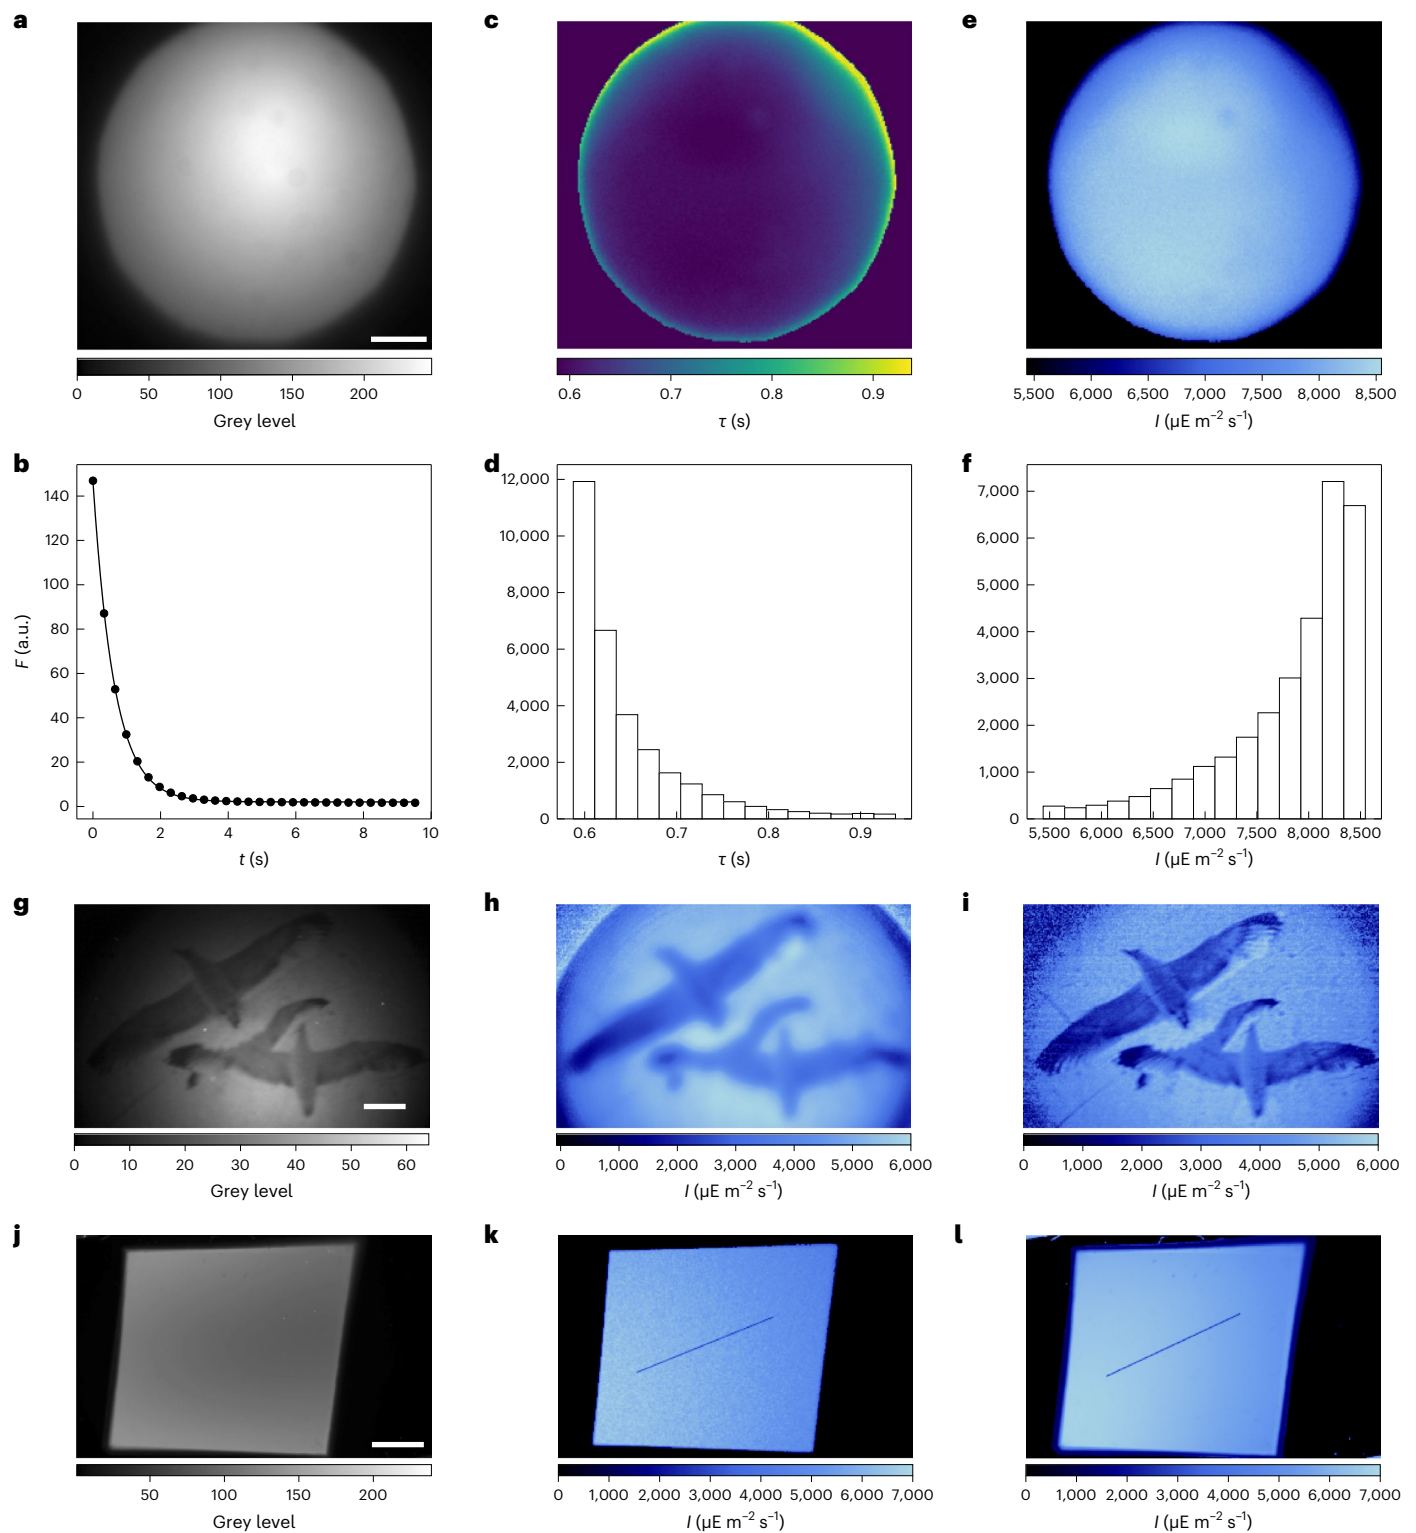 a
c
e
0 50 100 150 200
Grey level
0.6 0.7 0.8 0.9
τ (s)
5,500 6,000 6,500 7,000 7,500 8,000 8,500
I (µE m−2 s−1)
b
d
f
140
120
100
80
60
40
20
0
F (a.u.)
0 2 4 6 8 10
t (s)
12,000
10,000
8,000
6,000
4,000
2,000
0
0.6 0.7 0.8 0.9
τ (s)
7,000
6,000
5,000
4,000
3,000
2,000
1,000
0
5,500 6,000 6,500 7,000 7,500 8,000 8,500
I (µE m−2 s−1)
g
h
i
0 10 20 30 40 50 60
Grey level
0 1,000 2,000 3,000 4,000 5,000 6,000
I (µE m−2 s−1)
0 1,000 2,000 3,000 4,000 5,000 6,000
I (µE m−2 s−1)
j
k
l
50 100 150 200
Grey level
0 1,000 2,000 3,000 4,000 5,000 6,000 7,000
I (µE m−2 s−1)
0 1,000 2,000 3,000 4,000 5,000 6,000 7,000
I (µE m−2 s−1)